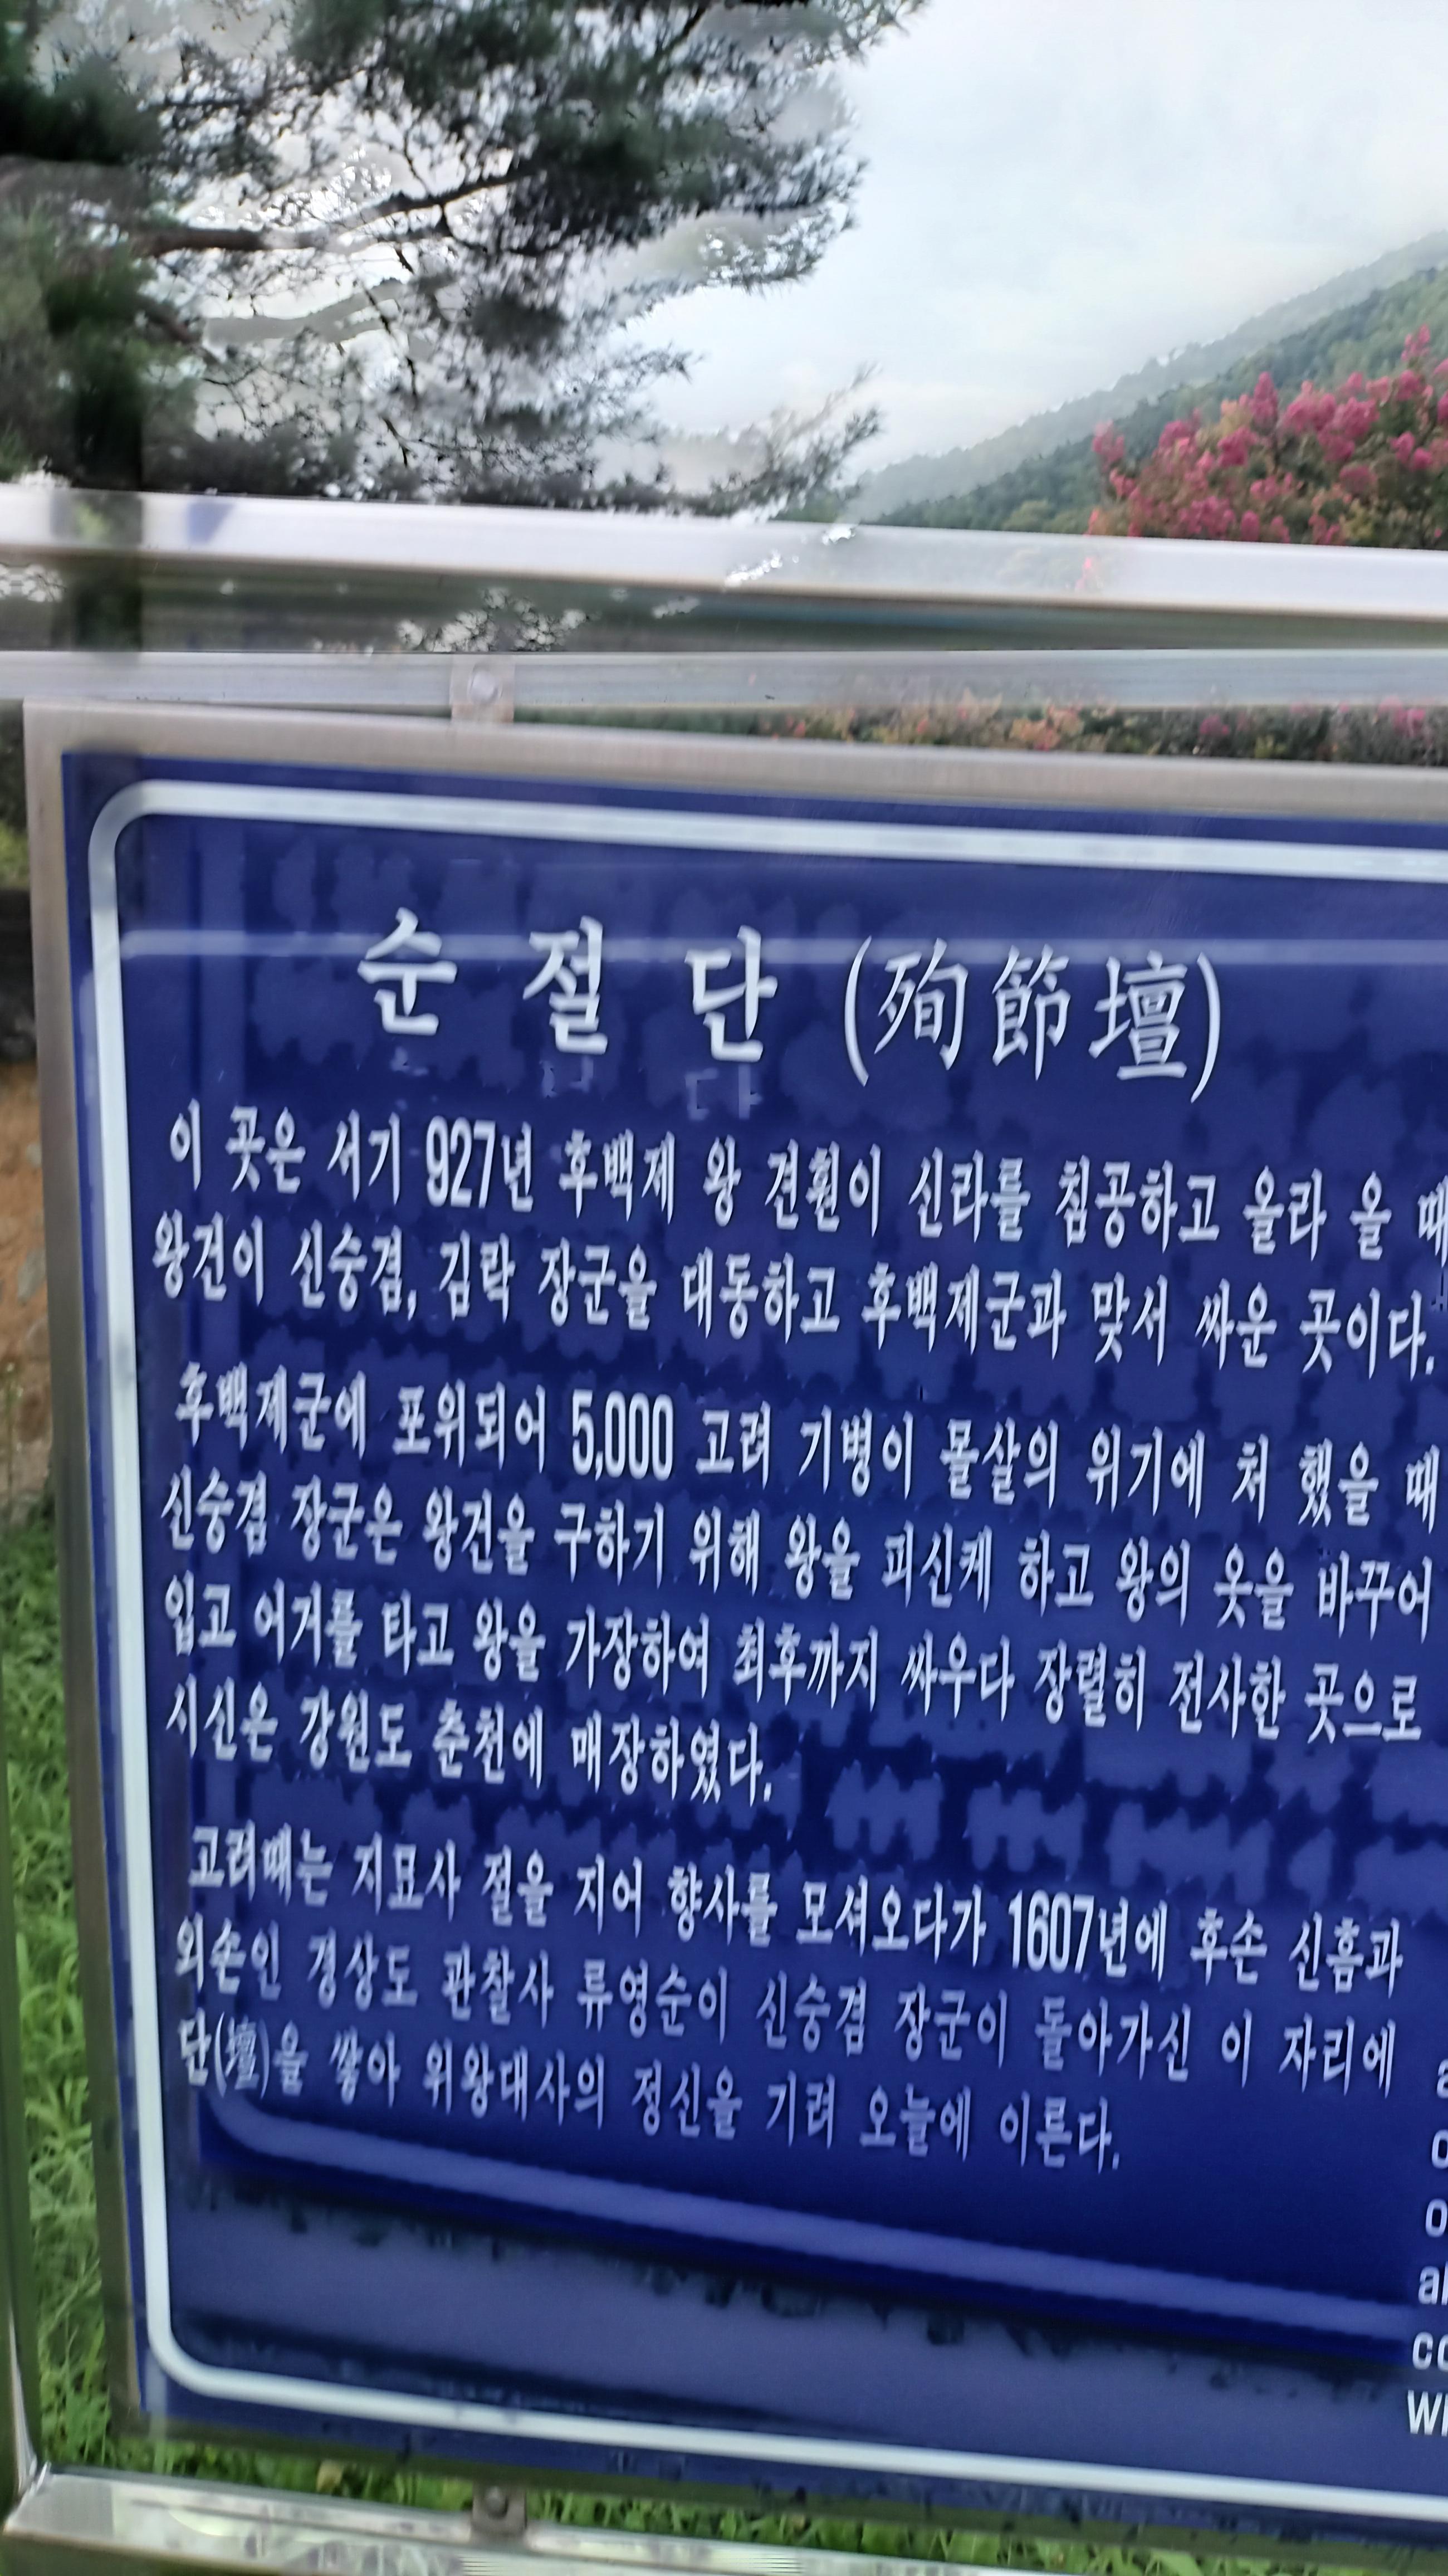 순 절 단 (殉節壇)
이 곳은 서기 927년 후백제 왕 견훤이 신라를 침공하고 올라 올 때
왕건이 신숭겸, 김락 장군을 대동하고 후백제군과 맞서 싸운 곳이다.
후백제군에 포위되어 5,000 고려 기병이 몰살의 위기에 처 했을 때
신숭겸 장군은 왕건을 구하기 위해 왕을 피신케 하고 왕의 옷을 바꾸어
입고 어거를 타고 왕을 가장하여 최후까지 싸우다 장렬히 전사한 곳으로
시신은 강원도 춘천에 매장하였다.
고려때는 지묘사 절을 지어 향사를 모셔오다가 1607년에 후손 신흠과
외손인 경상도 관찰사 류영순이 신숭겸 장군이 돌아가신 이 자리에
단(壇)을 쌓아 위왕대사의 정신을 기려 오늘에 이른다.